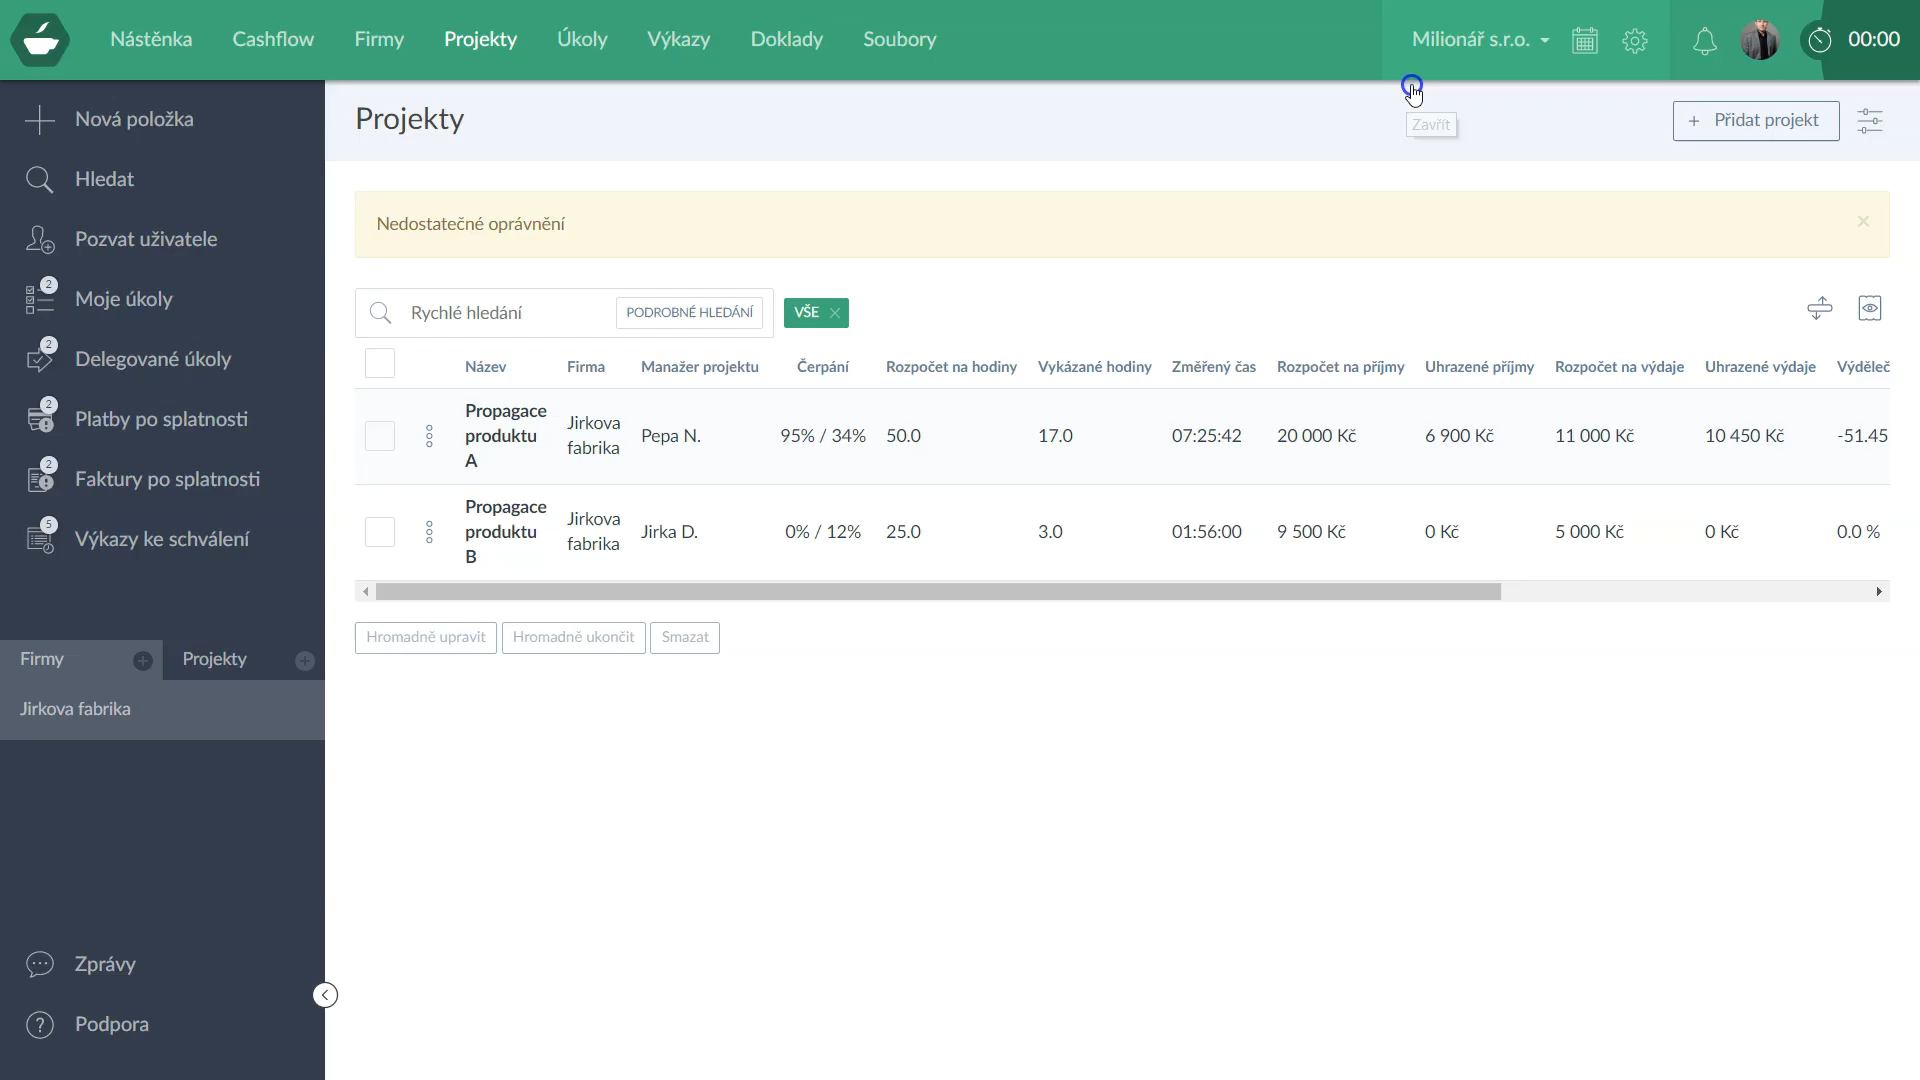 Nástěnka Cashflow Firmy Projekty Úkoly Výkazy Doklady Soubory Milionář s.r.o. 00:00
Nová položka
Hledat
Pozvat uživatele
2
Moje úkoly
2
Delegované úkoly
2
Platby po splatnosti
2
Faktury po splatnosti
5
Výkazy ke schválení
Firmy Projekty
Jirkova fabrika
Zprávy
Podpora
Projekty
Zavřít
+ Přidat projekt
Nedostatečné oprávnění
Rychlé hledání PODROBNÉ HLEDÁNÍ VŠE
Název Firma Manažer projektu Čerpání Rozpočet na hodiny Vykázané hodiny Změřený čas Rozpočet na příjmy Uhrazené příjmy Rozpočet na výdaje Uhrazené výdaje Výděleč
Propagace
produktu
A
Jirkova
fabrika
Pepa N. 95% / 34% 50.0 17.0 07:25:42 20 000 Kč 6 900 Kč 11 000 Kč 10 450 Kč -51.45
Propagace
produktu
B
Jirkova
fabrika
Jirka D. 0% / 12% 25.0 3.0 01:56:00 9 500 Kč 0 Kč 5 000 Kč 0 Kč 0.0 %
Hromadně upravit Hromadně ukončit Smazat